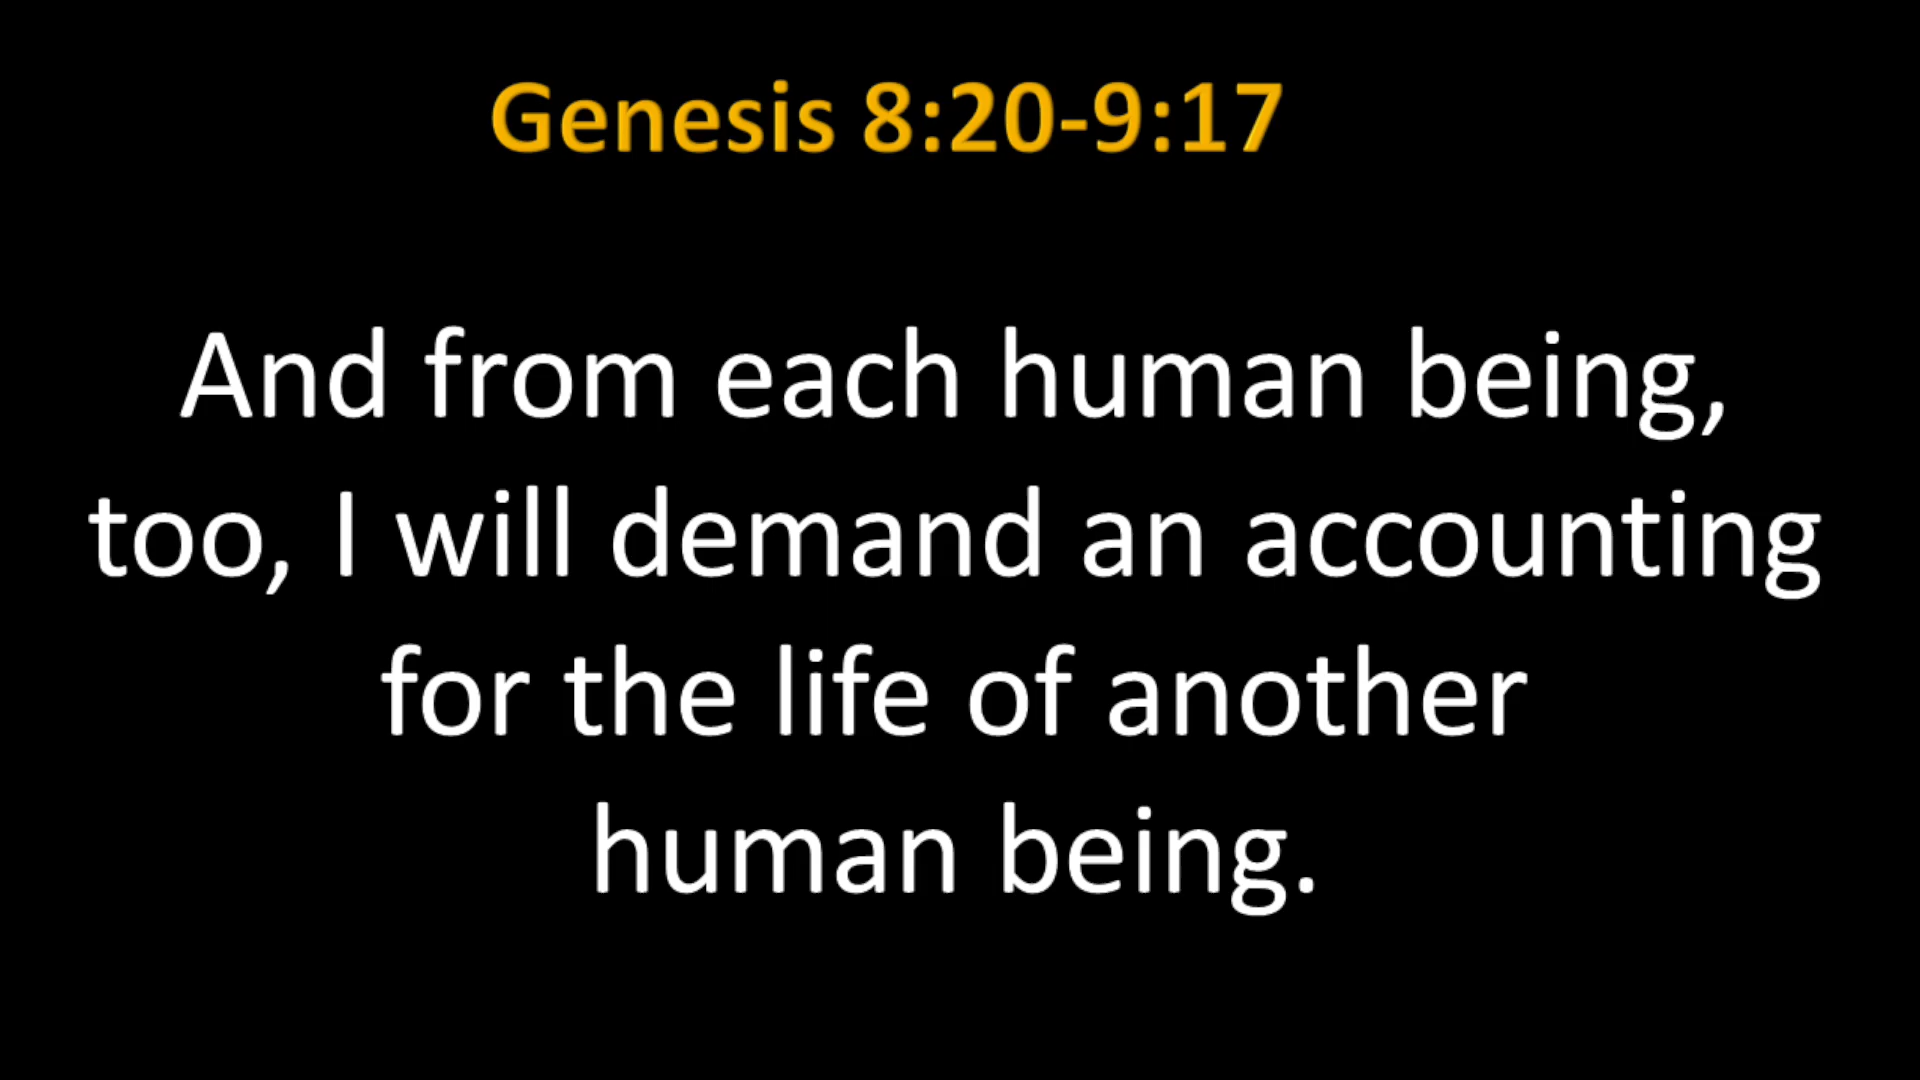 Genesis 8:20-9:17
And from each human being,
too, I will demand an accounting
for the life of another
human being.